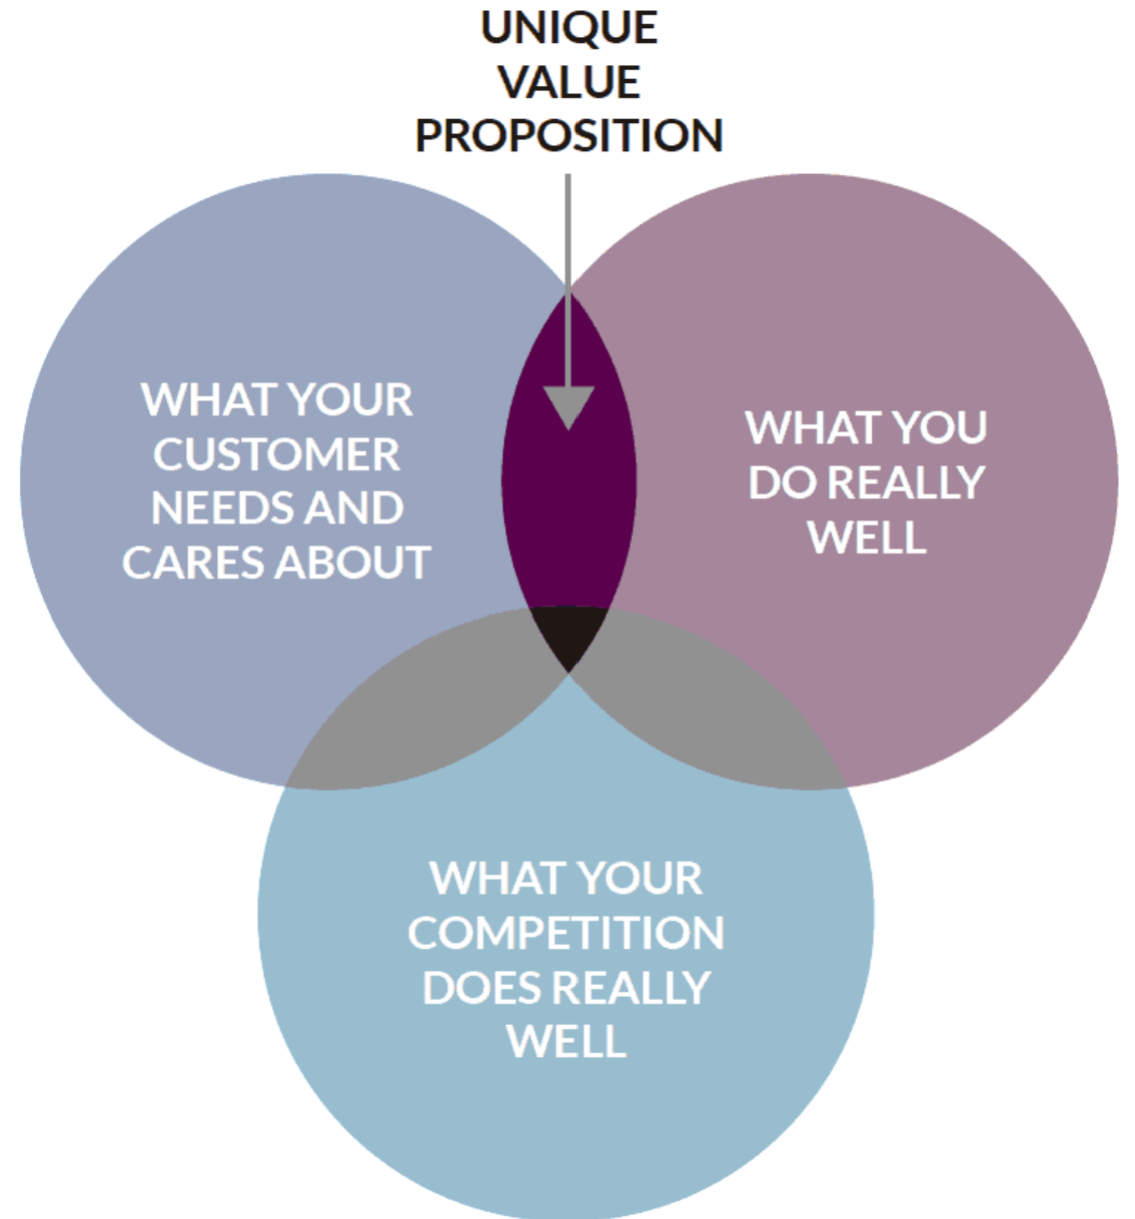 UNIQUE
VALUE
PROPOSITION
WHAT YOUR
CUSTOMER
NEEDS AND
CARES ABOUT
WHAT YOU
DO REALLY
WELL
WHAT YOUR
COMPETITION
DOES REALLY
WELL